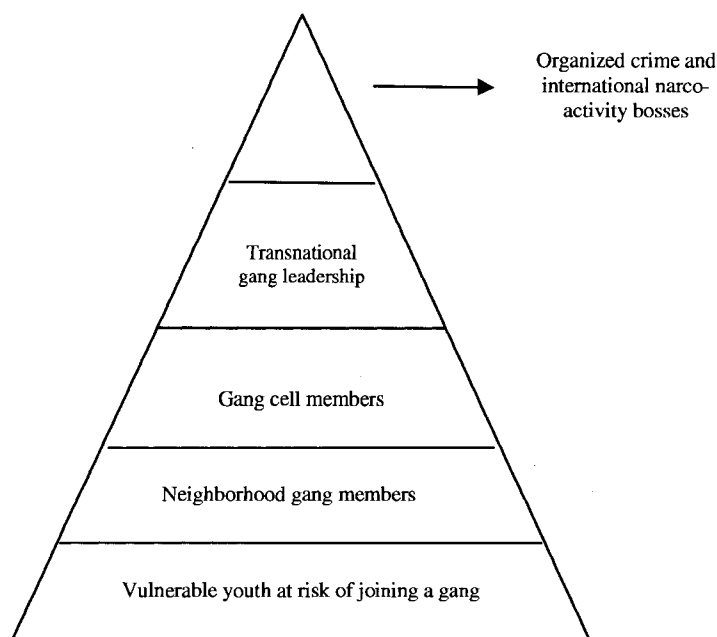 Organized crime and
international narco-
activity bosses
Transnational
gang leadership
Gang cell members
Neighborhood gang members
Vulnerable youth at risk of joining a gang